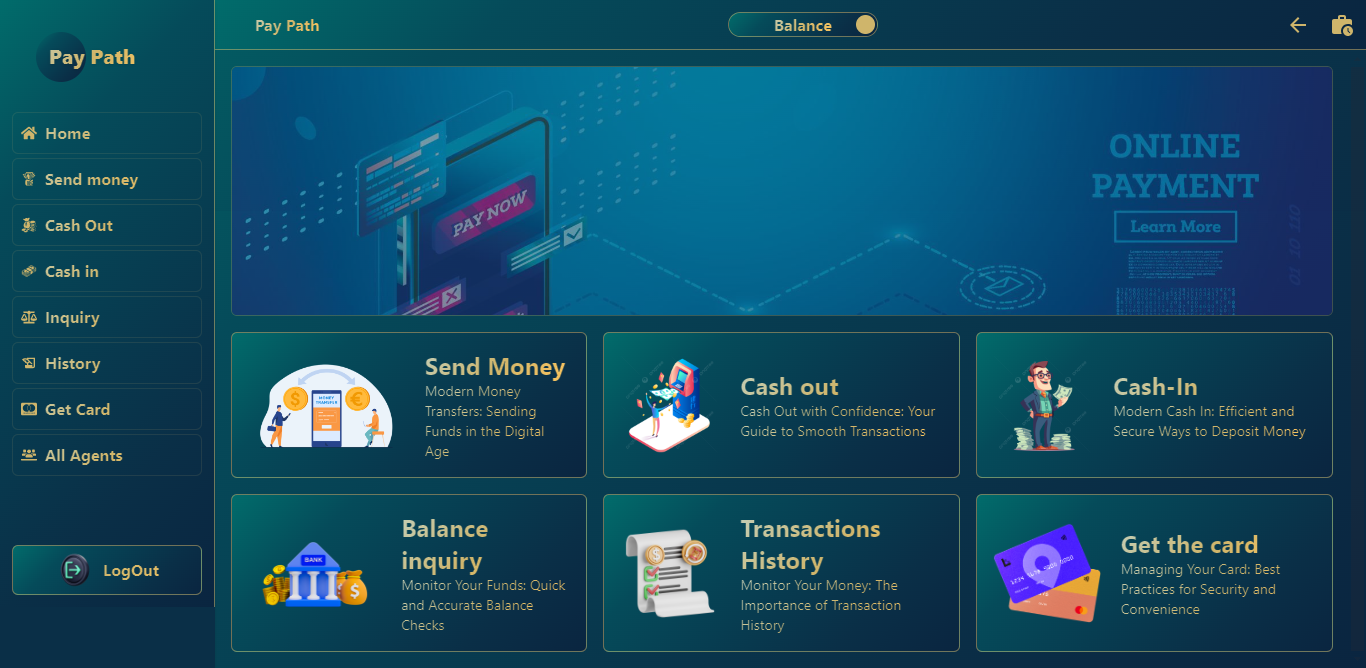 Pay Path
Home
Send money
Cash Out
Cash in
Inquiry
History
Get Card
All Agents
LogOut
Pay Path
Balance
PAY NOW
ONLINE
PAYMENT
Learn More
01 10 110
MONEY
TRANSFER
Send Money
Modern Money
Transfers: Sending
Funds in the Digital
Age
Cash out
Cash Out with Confidence: Your
Guide to Smooth Transactions
Cash-In
Modern Cash In: Efficient and
Secure Ways to Deposit Money
BANK
Balance
inquiry
Monitor Your Funds: Quick
and Accurate Balance
Checks
Transactions
History
Monitor Your Money: The
Importance of Transaction
History
Get the card
Managing Your Card: Best
Practices for Security and
Convenience